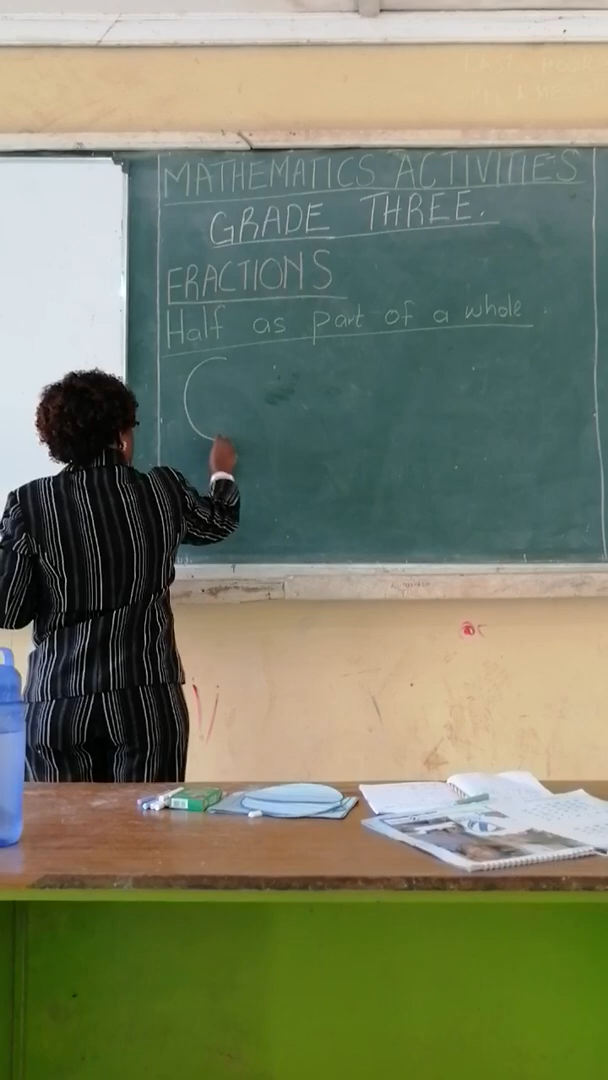 MATHEMATICS ACTIVITIES
GRADE THREE.
FRACTIONS
Half as part of a whole.